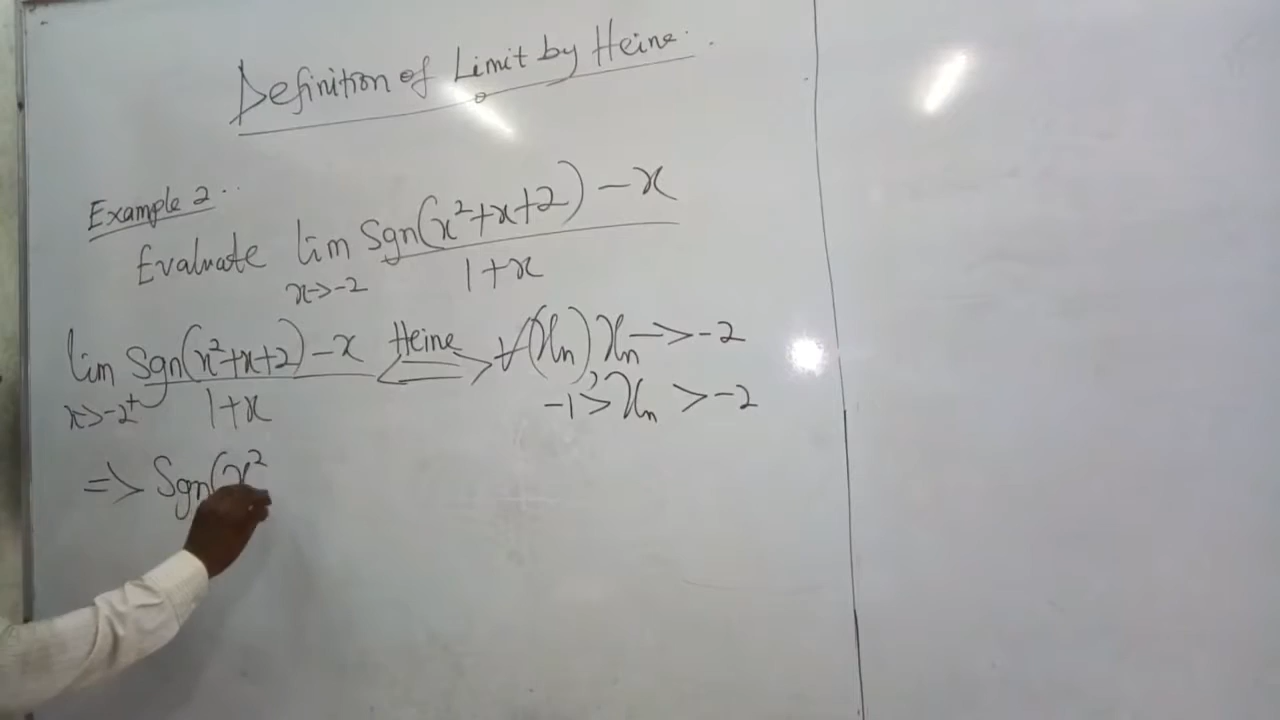 Definition of Limit by Heine.
Example 2..
Evaluate lim Sgn(x²+x+2) - x
x->-2 1+x
lim Sgn(x²+x+2) - x <=Heine=> ∀(xn) xn -> -2
x->-2⁺ 1+x , -1 > xn > -2
=> Sgn(x²